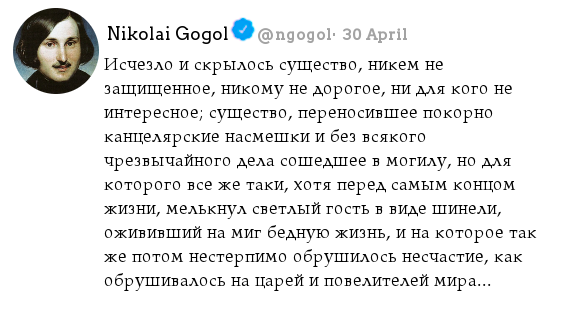 Nikolai Gogol @ngogol· 30 April
Исчезло и скрылось существо, никем не
защищенное, никому не дорогое, ни для кого не
интересное; существо, переносившее покорно
канцелярские насмешки и без всякого
чрезвычайного дела сошедшее в могилу, но для
которого все же таки, хотя перед самым концом
жизни, мелькнул светлый гость в виде шинели,
ожививший на миг бедную жизнь, и на которое так
же потом нестерпимо обрушилось несчастие, как
обрушивалось на царей и повелителей мира...